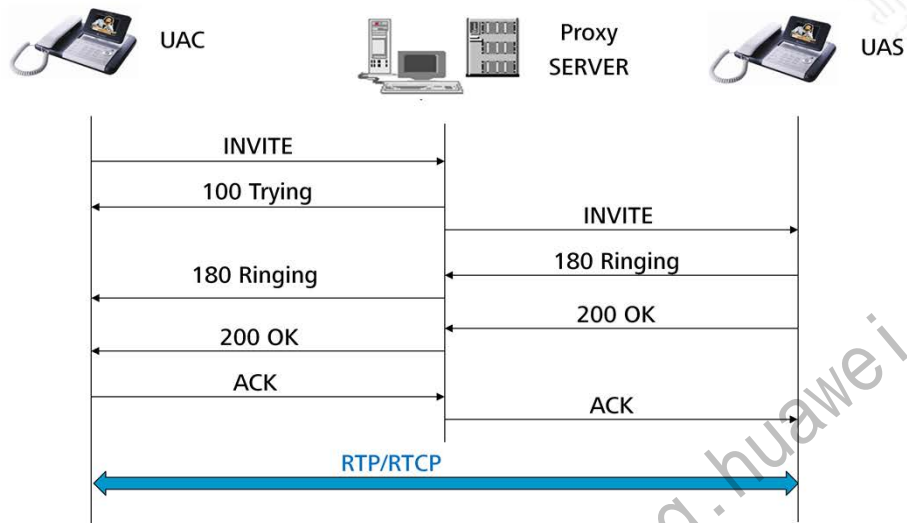 UAC
Proxy
SERVER
UAS
INVITE
100 Trying
INVITE
180 Ringing
180 Ringing
200 OK
200 OK
ACK
ACK
RTP/RTCP
g.huawei